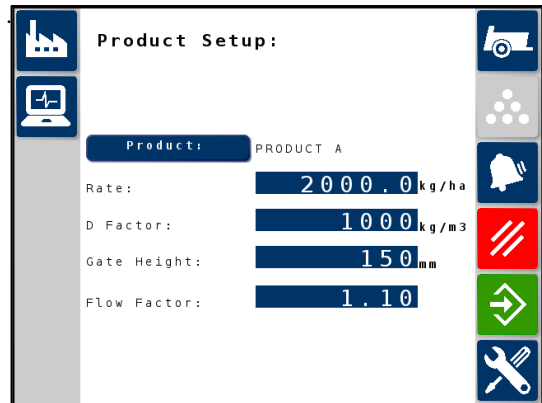 Product Setup:
Product: PRODUCT A
Rate: 2000.0 kg/ha
D Factor: 1000 kg/m3
Gate Height: 150 mm
Flow Factor: 1.10